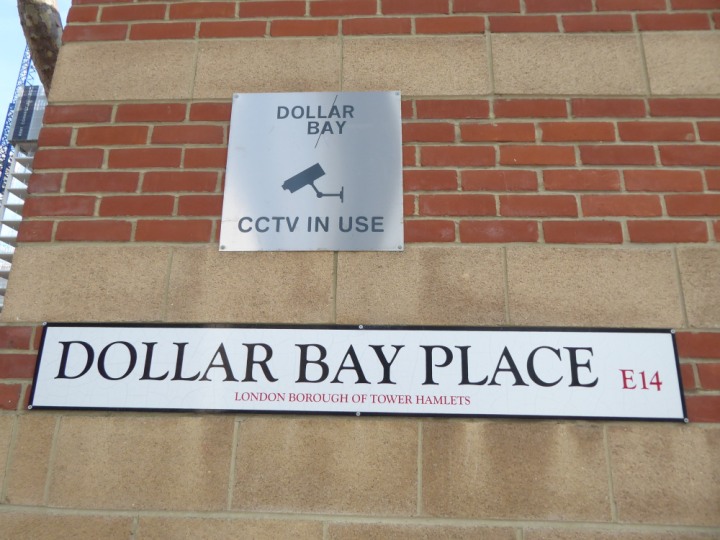 DOLLAR
BAY
CCTV IN USE
DOLLAR BAY PLACE E14
LONDON BOROUGH OF TOWER HAMLETS